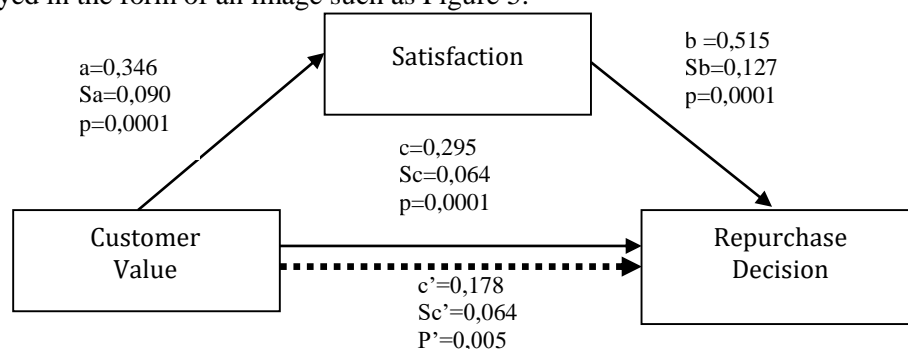 yed in the form of an image such as Figure 3.
Satisfaction
a=0,346
Sa=0,090
p=0,0001
b =0,515
Sb=0,127
p=0,0001
c=0,295
Sc=0,064
p=0,0001
Customer
Value
Repurchase
Decision
c’=0,178
Sc’=0,064
P’=0,005